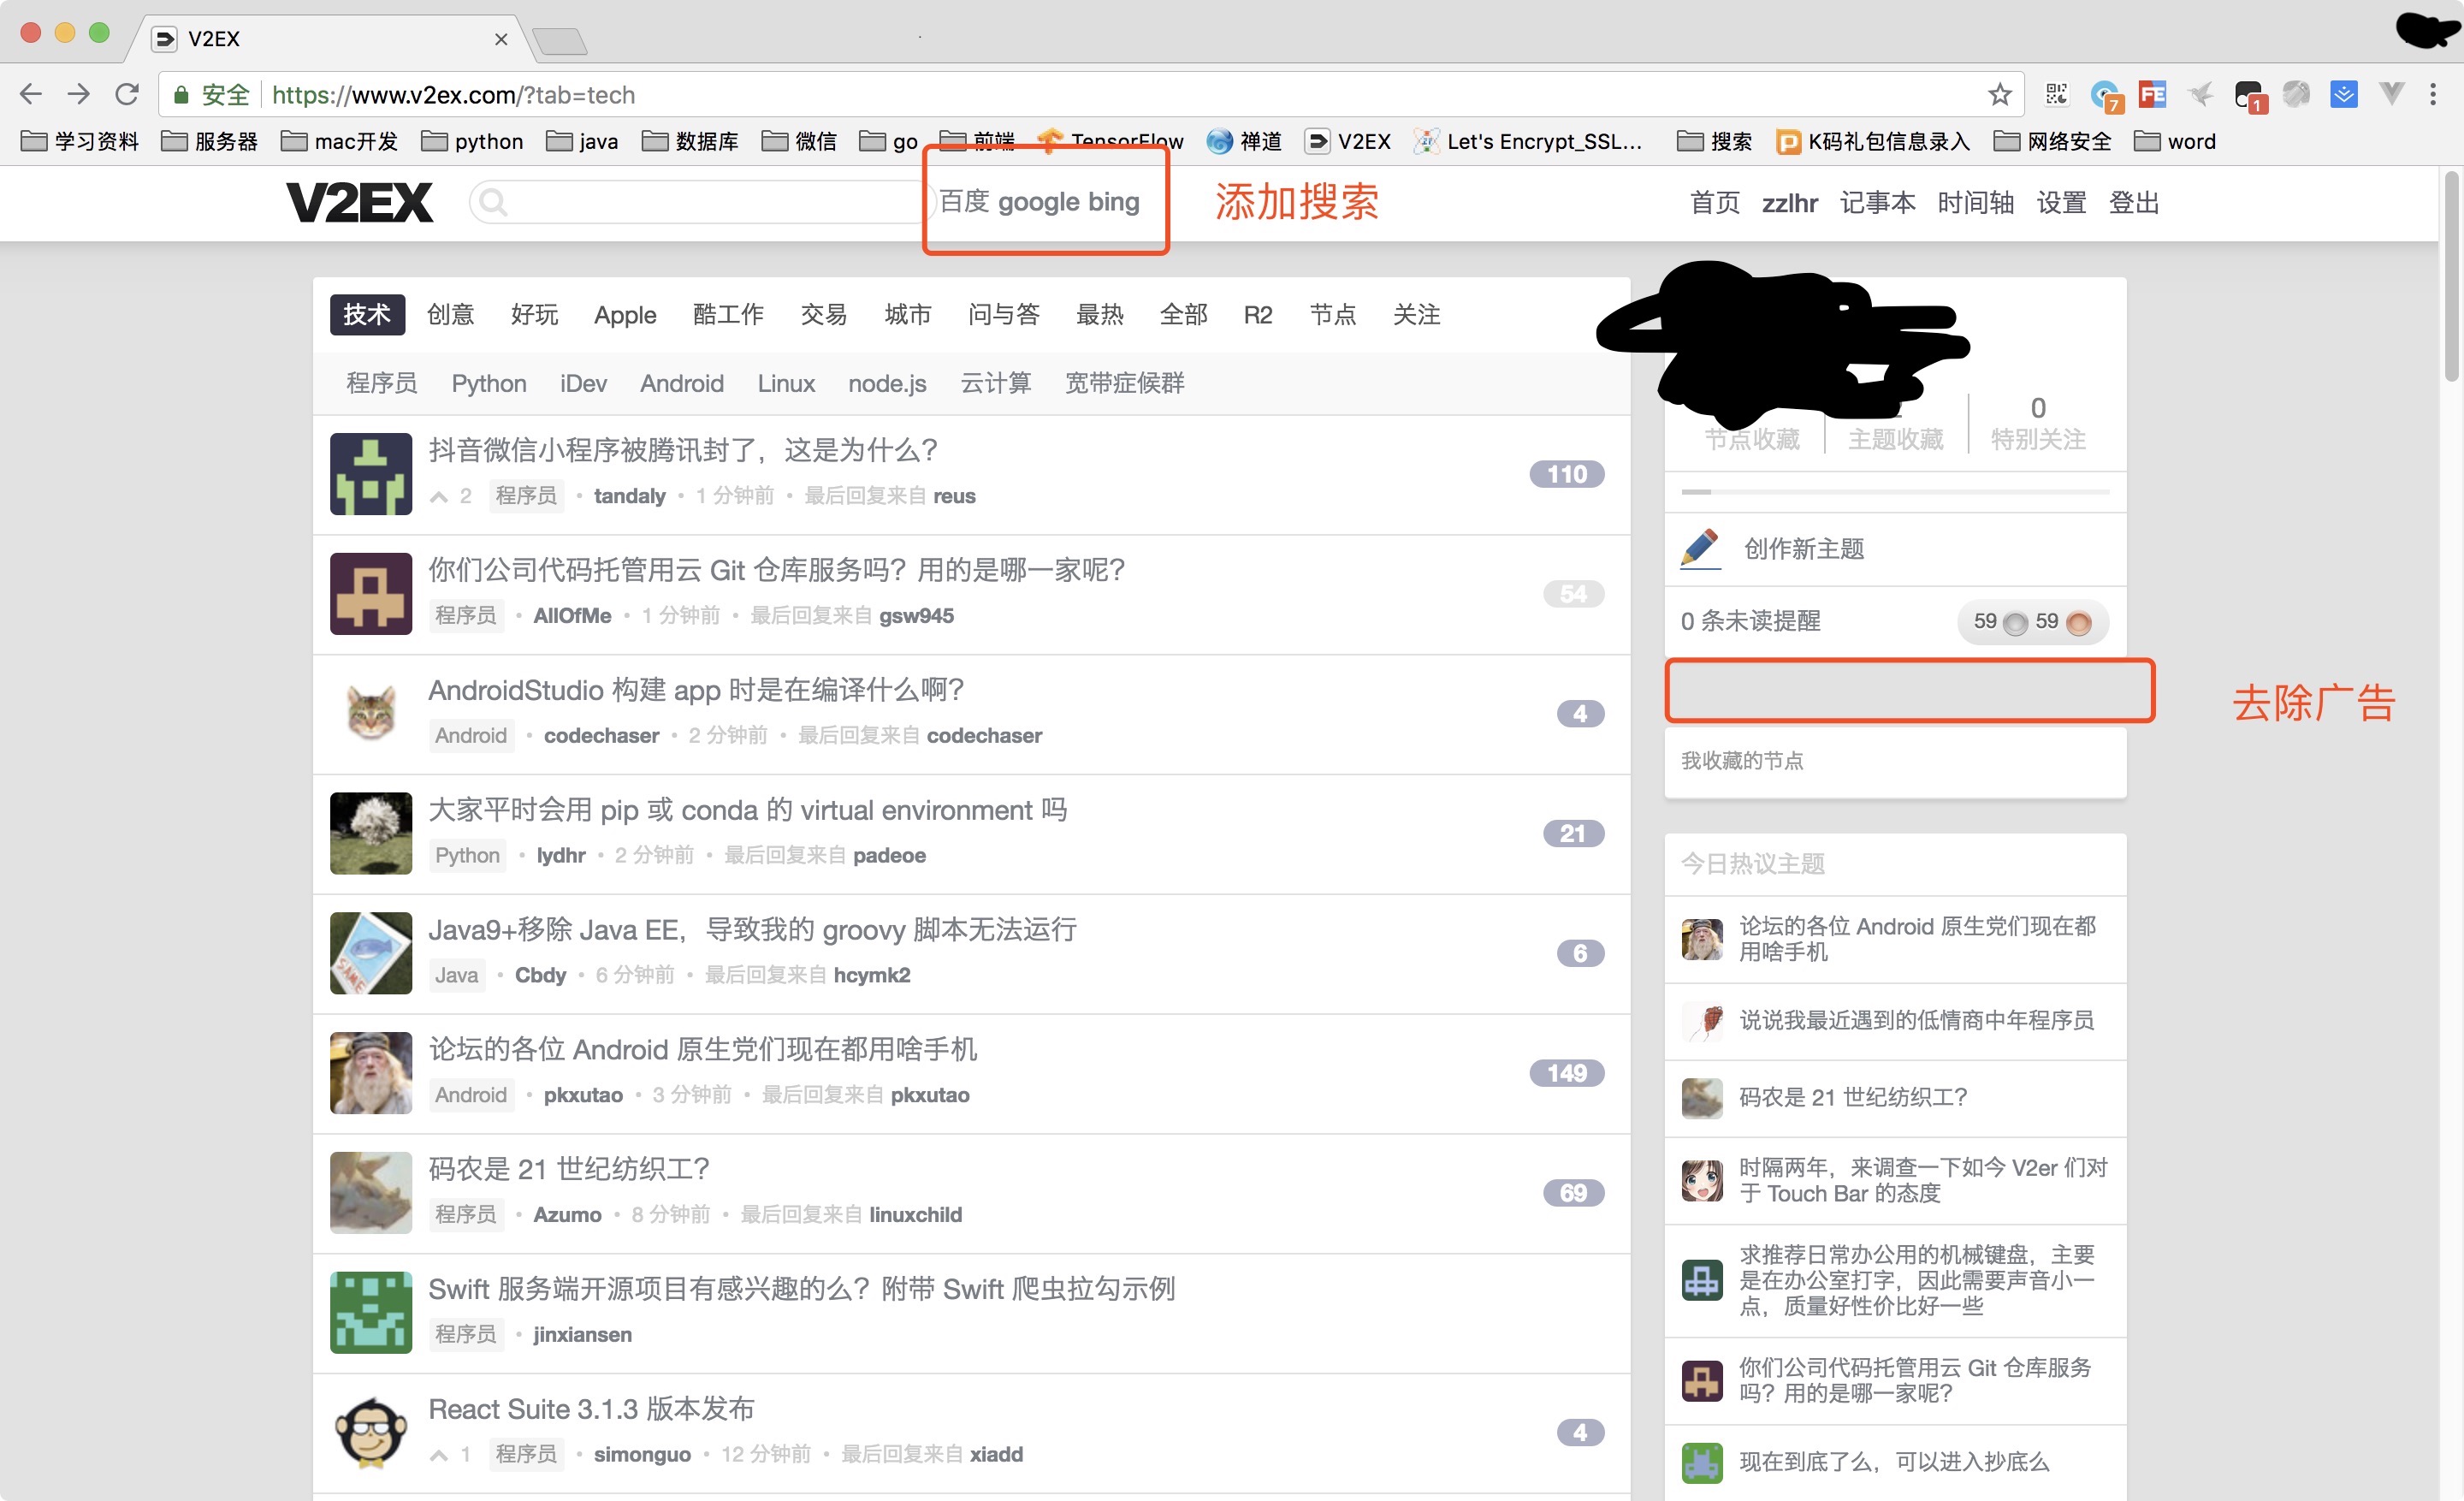 V2EX
安全 https://www.v2ex.com/?tab=tech
7
FE
1
学习资料 服务器 mac开发 python java 数据库 微信 go 前端 TensorFlow 禅道 V2EX Let's Encrypt_SSL... 搜索 K码礼包信息录入 网络安全 word
V2EX 百度 google bing 添加搜索 首页 zzlhr 记事本 时间轴 设置 登出
技术 创意 好玩 Apple 酷工作 交易 城市 问与答 最热 全部 R2 节点 关注
程序员 Python iDev Android Linux node.js 云计算 宽带症候群
抖音微信小程序被腾讯封了，这是为什么？
2 程序员 • tandaly • 1 分钟前 • 最后回复来自 reus
110
你们公司代码托管用云 Git 仓库服务吗？用的是哪一家呢？
程序员 • AllOfMe • 1 分钟前 • 最后回复来自 gsw945
54
AndroidStudio 构建 app 时是在编译什么啊？
Android • codechaser • 2 分钟前 • 最后回复来自 codechaser
4
大家平时会用 pip 或 conda 的 virtual environment 吗
Python • lydhr • 2 分钟前 • 最后回复来自 padeoe
21
Java9+移除 Java EE，导致我的 groovy 脚本无法运行
Java • Cbdy • 6 分钟前 • 最后回复来自 hcymk2
6
论坛的各位 Android 原生党们现在都用啥手机
Android • pkxutao • 3 分钟前 • 最后回复来自 pkxutao
149
码农是 21 世纪纺织工？
程序员 • Azumo • 8 分钟前 • 最后回复来自 linuxchild
69
Swift 服务端开源项目有感兴趣的么？附带 Swift 爬虫拉勾示例
程序员 • jinxiansen
React Suite 3.1.3 版本发布
1 程序员 • simonguo • 12 分钟前 • 最后回复来自 xiadd
4
0
节点收藏 主题收藏 特别关注
创作新主题
0 条未读提醒 59 59
去除广告
我收藏的节点
今日热议主题
论坛的各位 Android 原生党们现在都
用啥手机
说说我最近遇到的低情商中年程序员
码农是 21 世纪纺织工？
时隔两年，来调查一下如今 V2er 们对
于 Touch Bar 的态度
求推荐日常办公用的机械键盘，主要
是在办公室打字，因此需要声音小一
点，质量好性价比好一些
你们公司代码托管用云 Git 仓库服务
吗？用的是哪一家呢？
现在到底了么，可以进入抄底么